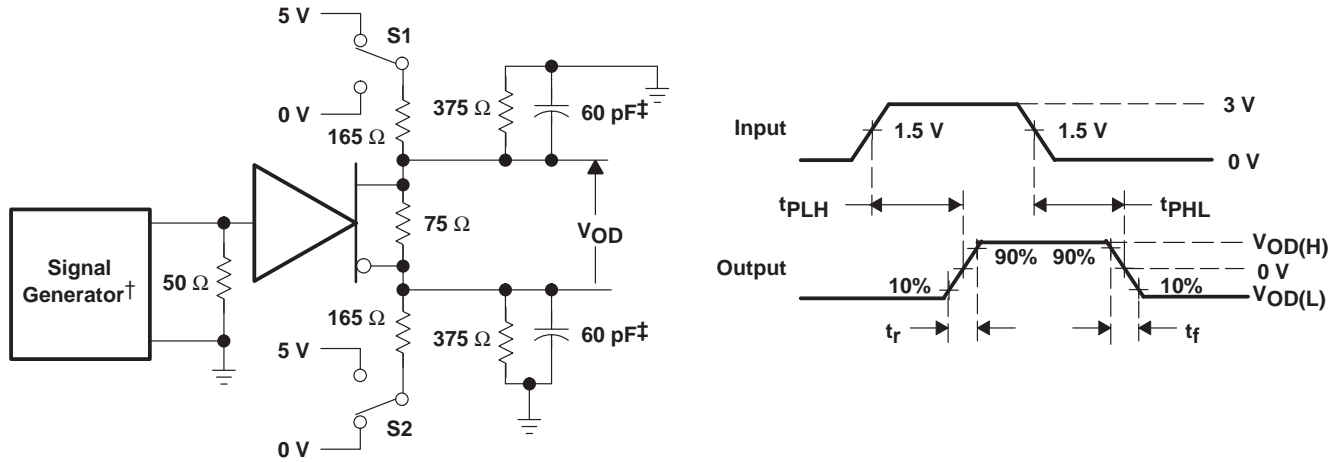 5 V
S1
0 V
165 Ω
375 Ω
60 pF‡
75 Ω
VOD
Signal
Generator†
50 Ω
165 Ω
375 Ω
60 pF‡
5 V
S2
0 V
Input
1.5 V
1.5 V
3 V
0 V
tPLH
tPHL
Output
10%
90%
90%
10%
VOD(H)
0 V
VOD(L)
tr
tf